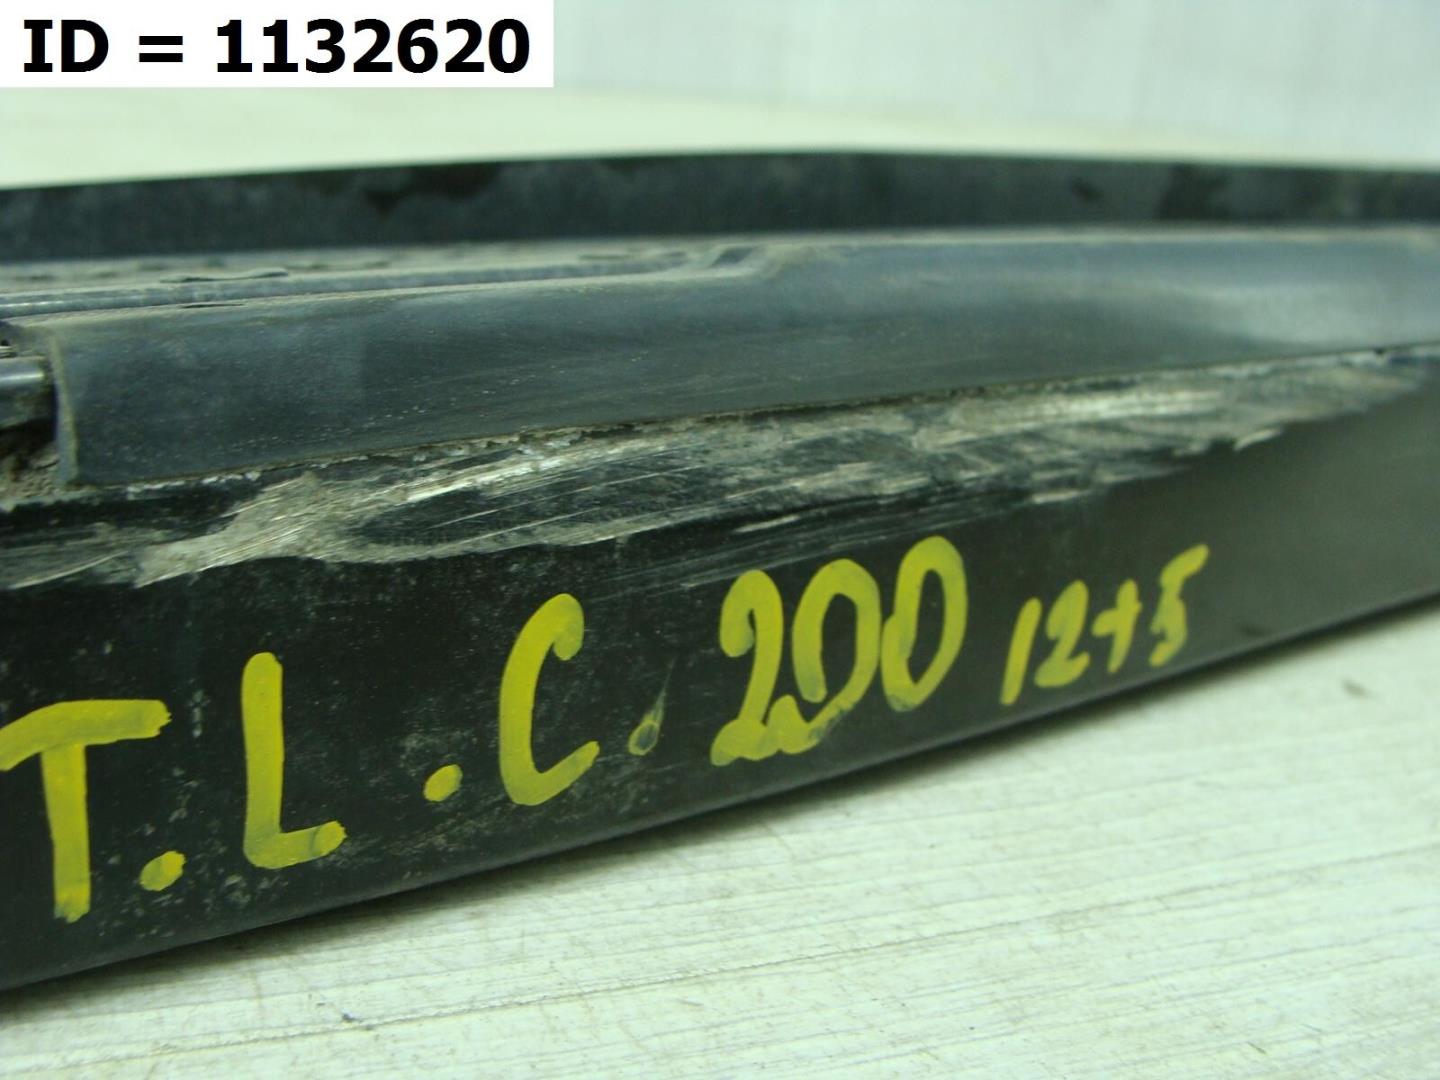 ID = 1132620
T.L.C.200 12+5